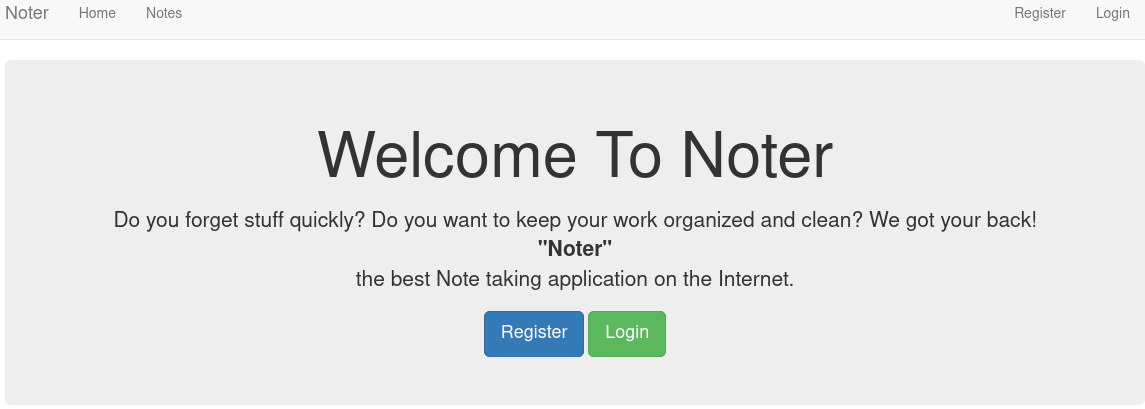 Noter Home Notes Register Login
Welcome To Noter
Do you forget stuff quickly? Do you want to keep your work organized and clean? We got your back!
"Noter"
the best Note taking application on the Internet.
Register Login